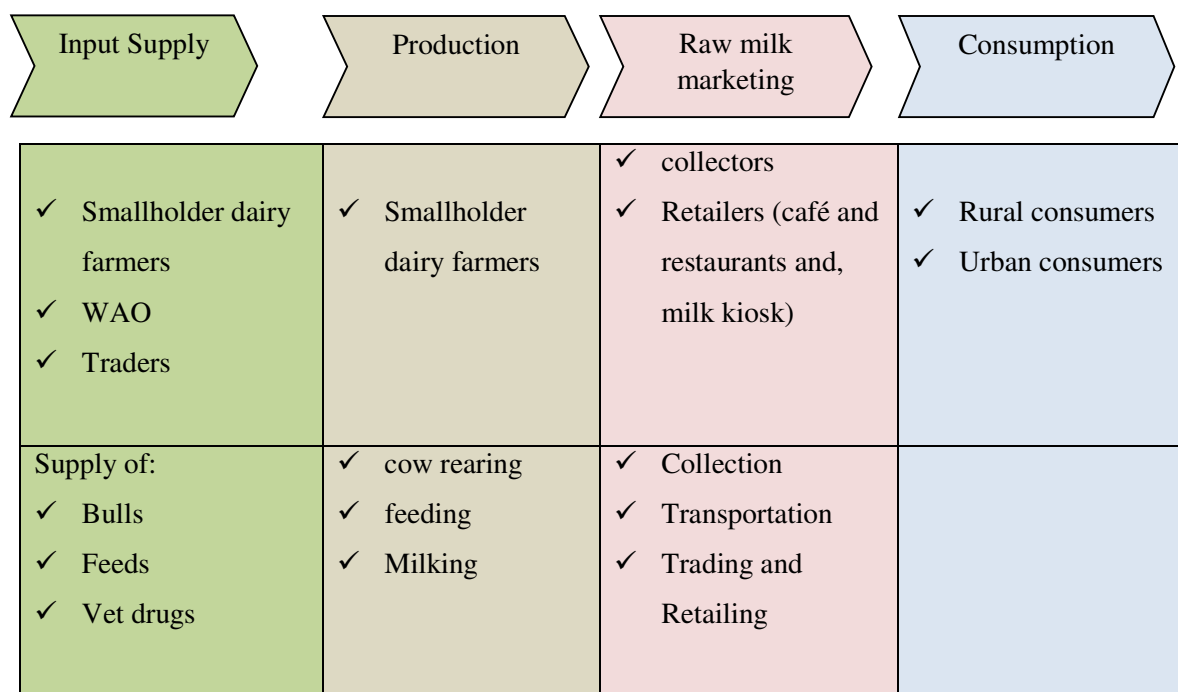 Input Supply
Production
Raw milk
marketing
Consumption
✓ Smallholder dairy
farmers
✓ WAO
✓ Traders
✓ Smallholder
dairy farmers
✓ collectors
✓ Retailers (café and
restaurants and,
milk kiosk)
✓ Rural consumers
✓ Urban consumers
Supply of:
✓ Bulls
✓ Feeds
✓ Vet drugs
✓ cow rearing
✓ feeding
✓ Milking
✓ Collection
✓ Transportation
✓ Trading and
Retailing